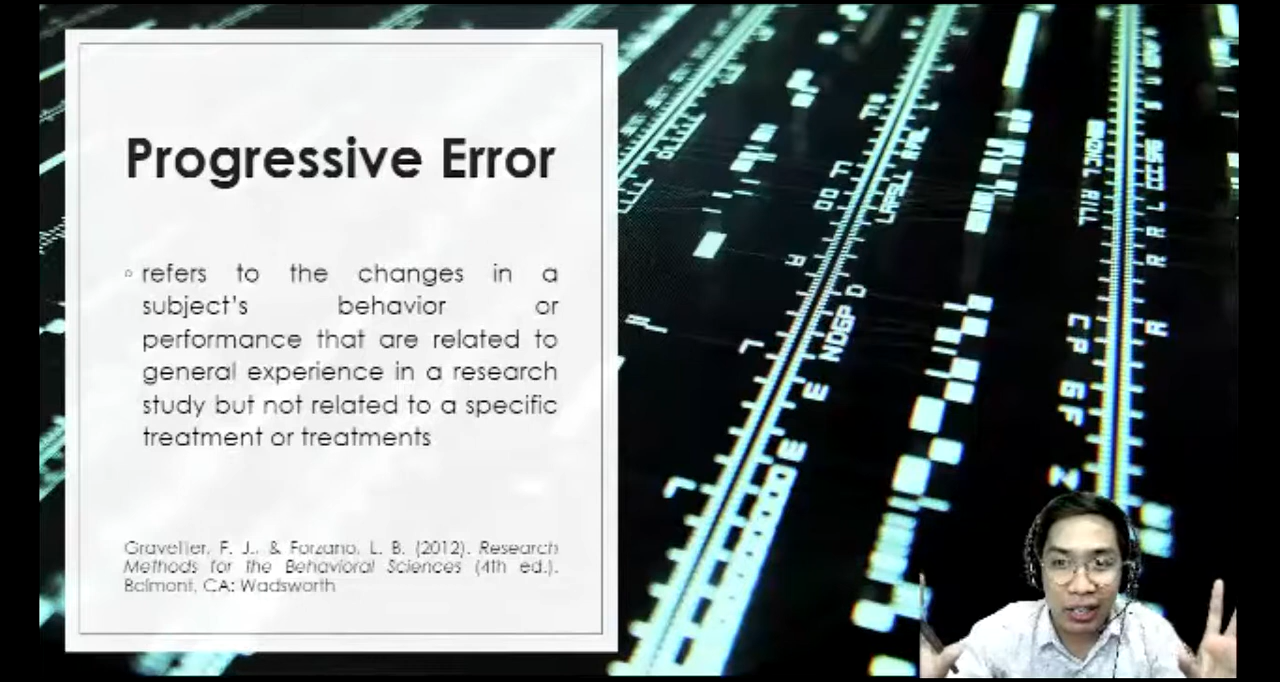 Progressive Error
refers to the changes in a
subject's behavior or
performance that are related to
general experience in a research
study but not related to a specific
treatment or treatments
Gravetter, F. J., & Forzano, L. B. (2012). Research
Methods for the Behavioral Sciences (4th ed.).
Belmont, CA: Wadsworth